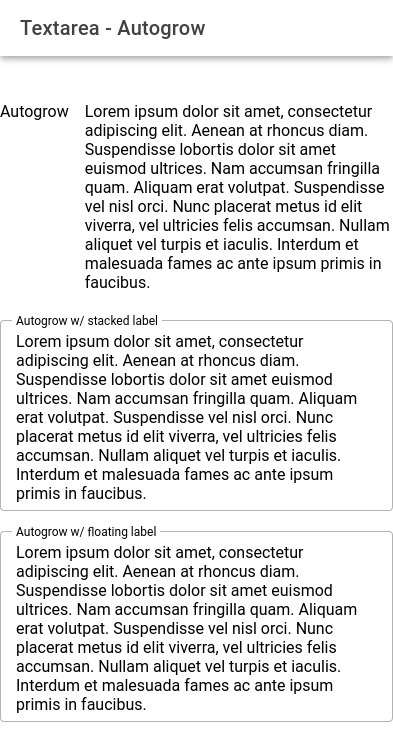 Textarea - Autogrow
Autogrow
Lorem ipsum dolor sit amet, consectetur
adipiscing elit. Aenean at rhoncus diam.
Suspendisse lobortis dolor sit amet
euismod ultrices. Nam accumsan fringilla
quam. Aliquam erat volutpat. Suspendisse
vel nisl orci. Nunc placerat metus id elit
viverra, vel ultricies felis accumsan. Nullam
aliquet vel turpis et iaculis. Interdum et
malesuada fames ac ante ipsum primis in
faucibus.
Autogrow w/ stacked label
Lorem ipsum dolor sit amet, consectetur
adipiscing elit. Aenean at rhoncus diam.
Suspendisse lobortis dolor sit amet euismod
ultrices. Nam accumsan fringilla quam. Aliquam
erat volutpat. Suspendisse vel nisl orci. Nunc
placerat metus id elit viverra, vel ultricies felis
accumsan. Nullam aliquet vel turpis et iaculis.
Interdum et malesuada fames ac ante ipsum
primis in faucibus.
Autogrow w/ floating label
Lorem ipsum dolor sit amet, consectetur
adipiscing elit. Aenean at rhoncus diam.
Suspendisse lobortis dolor sit amet euismod
ultrices. Nam accumsan fringilla quam. Aliquam
erat volutpat. Suspendisse vel nisl orci. Nunc
placerat metus id elit viverra, vel ultricies felis
accumsan. Nullam aliquet vel turpis et iaculis.
Interdum et malesuada fames ac ante ipsum
primis in faucibus.